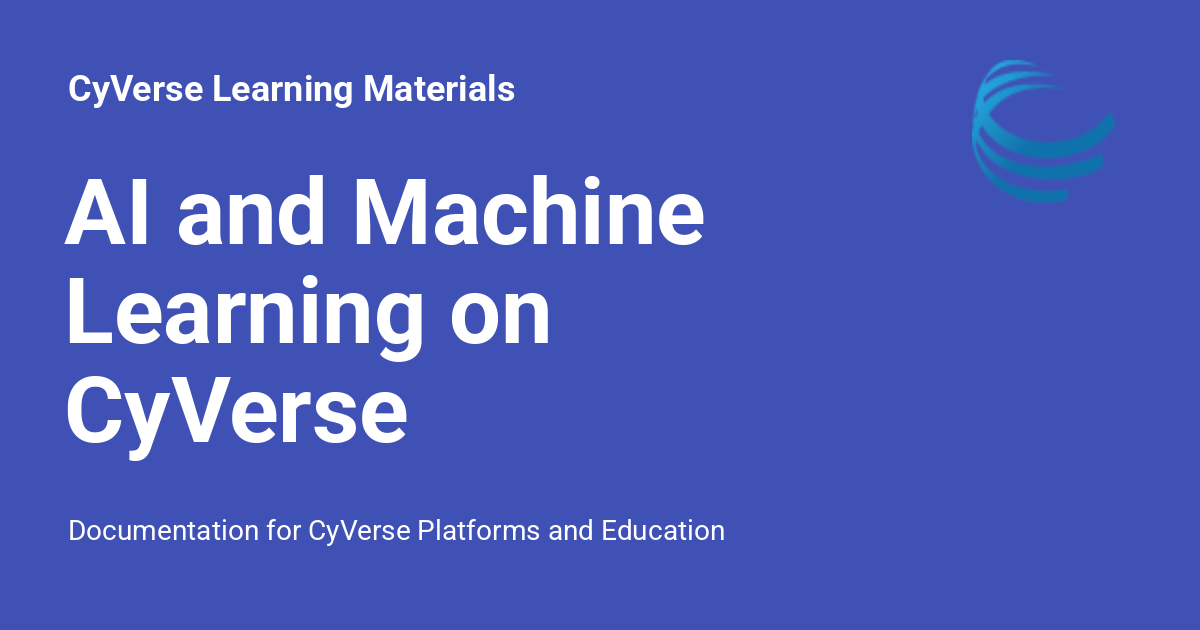 CyVerse Learning Materials
AI and Machine
Learning on
CyVerse
Documentation for CyVerse Platforms and Education